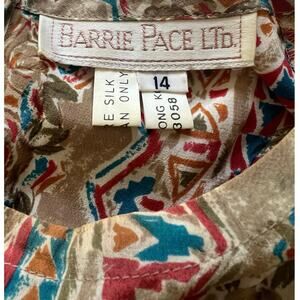 BARRIE PACE LTD.
14
E SILK
AN ONLY
ONG K
3058